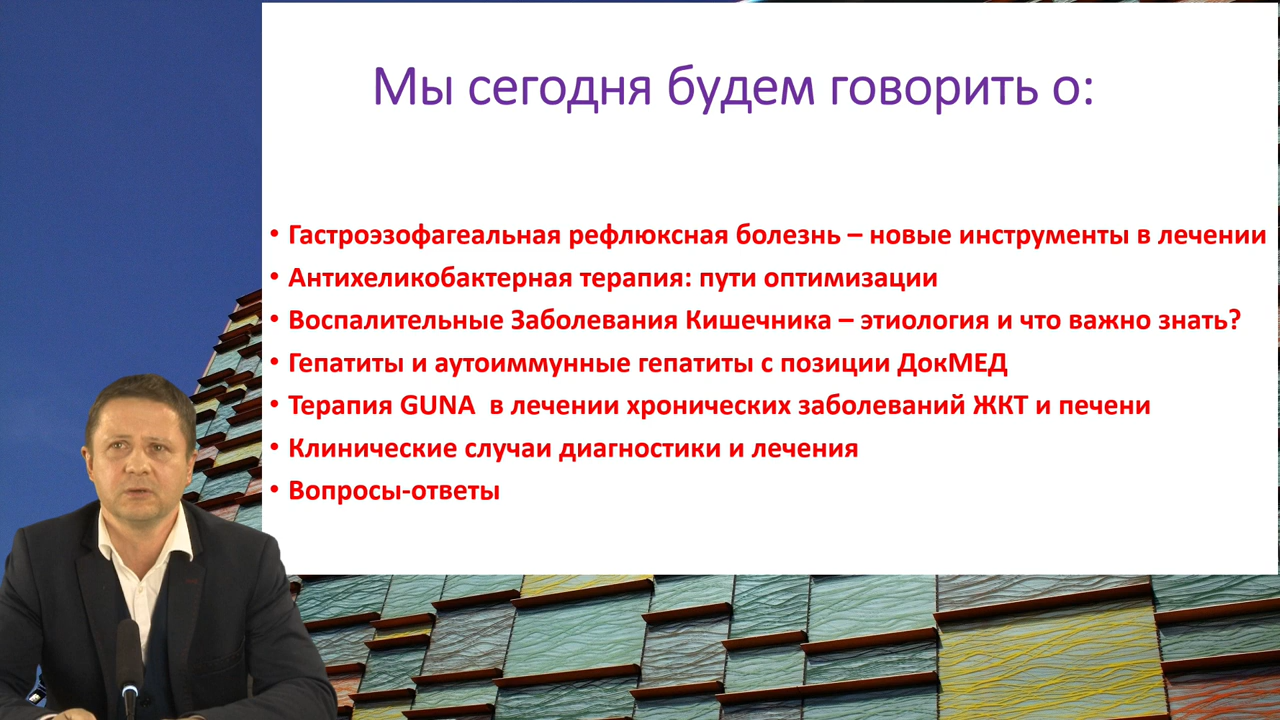 Мы сегодня будем говорить о:
• Гастроэзофагеальная рефлюксная болезнь – новые инструменты в лечении
• Антихеликобактерная терапия: пути оптимизации
• Воспалительные Заболевания Кишечника – этиология и что важно знать?
• Гепатиты и аутоиммунные гепатиты с позиции ДокМЕД
• Терапия GUNA в лечении хронических заболеваний ЖКТ и печени
• Клинические случаи диагностики и лечения
• Вопросы-ответы